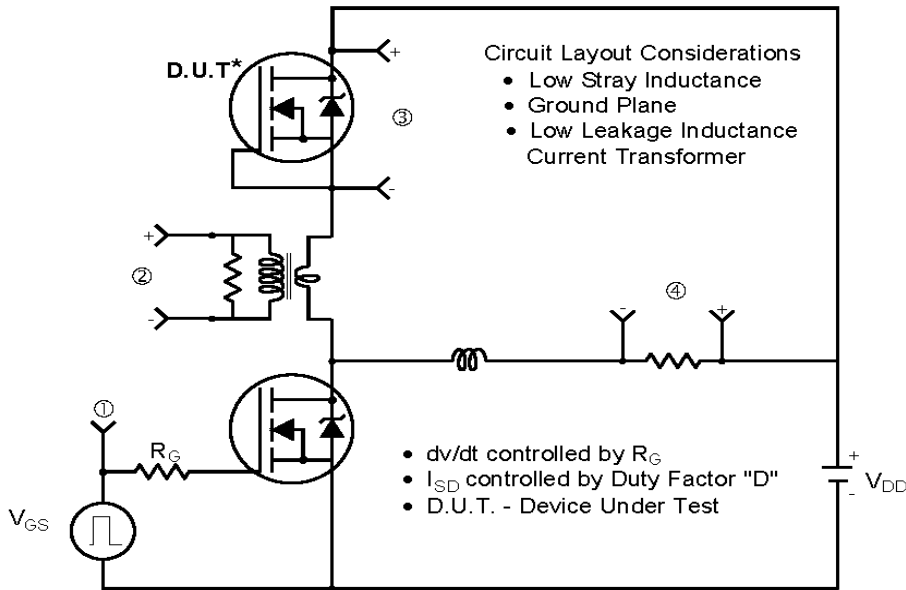 D.U.T*
+
③
-
Circuit Layout Considerations
• Low Stray Inductance
• Ground Plane
• Low Leakage Inductance
Current Transformer
+
②
-
④
- +
①
R_G
V_GS
• dv/dt controlled by R_G
• I_SD controlled by Duty Factor "D"
• D.U.T. - Device Under Test
+
V_DD
-